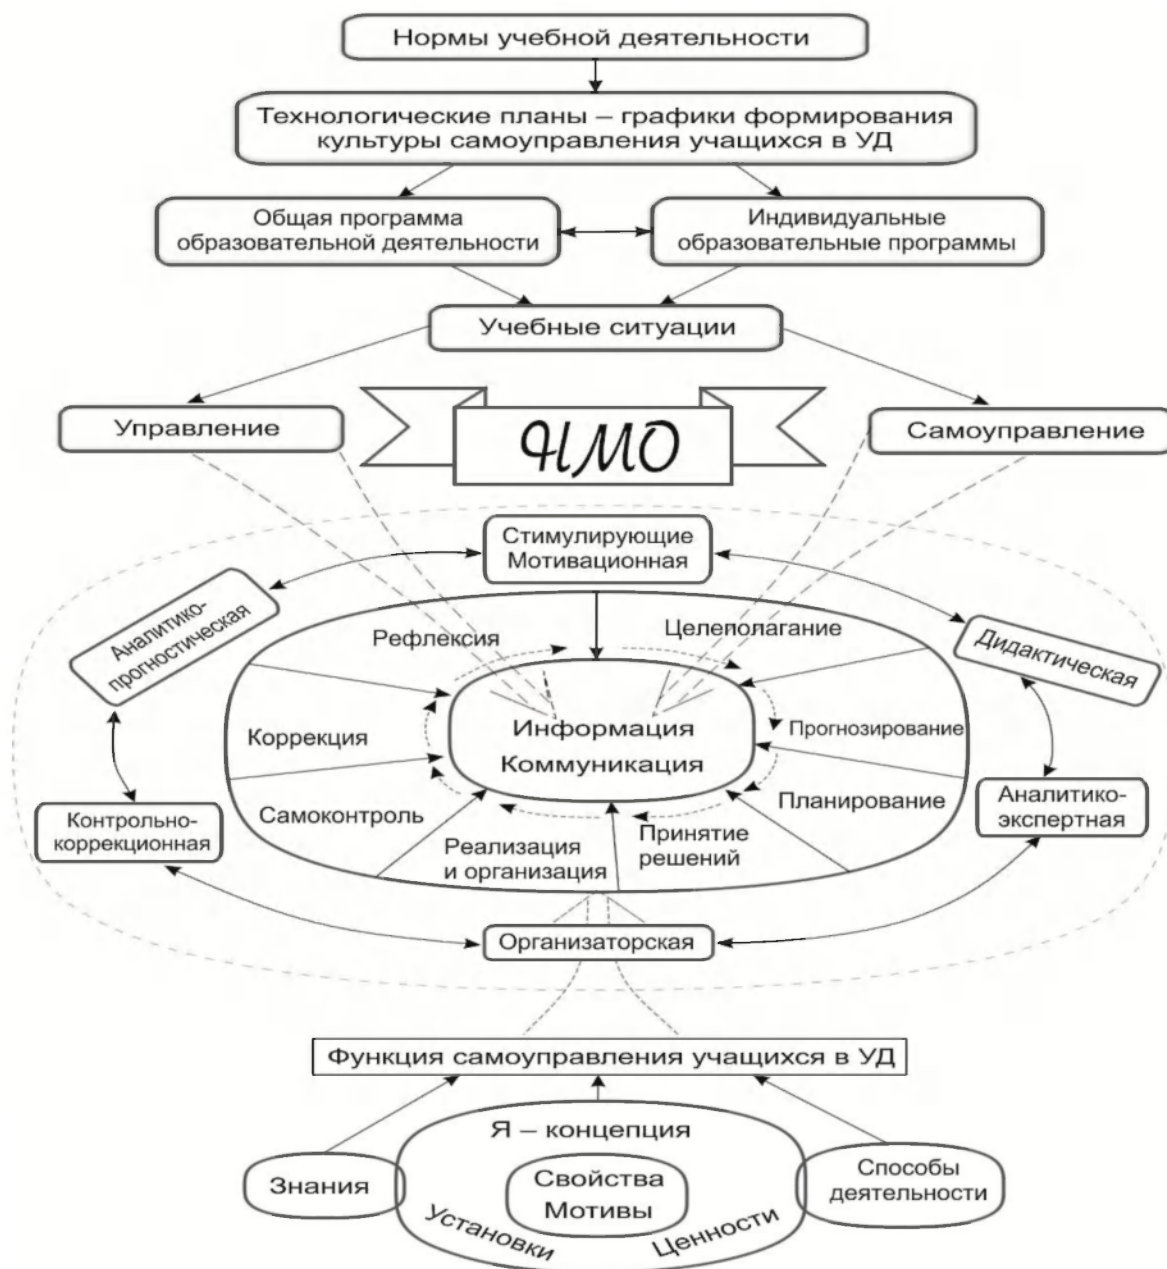 Нормы учебной деятельности
Технологические планы – графики формирования
культуры самоуправления учащихся в УД
Общая программа
образовательной деятельности
Индивидуальные
образовательные программы
Учебные ситуации
Управление
НМО
Самоуправление
Стимулирующие
Мотивационная
Аналитико-
прогностическая
Рефлексия
Целеполагание
Дидактическая
Информация
Коммуникация
Коррекция
Прогнозирование
Самоконтроль
Планирование
Контрольно-
коррекционная
Аналитико-
экспертная
Реализация
и организация
Принятие
решений
Организаторская
Функция самоуправления учащихся в УД
Я – концепция
Знания
Свойства
Мотивы
Способы
деятельности
Установки
Ценности